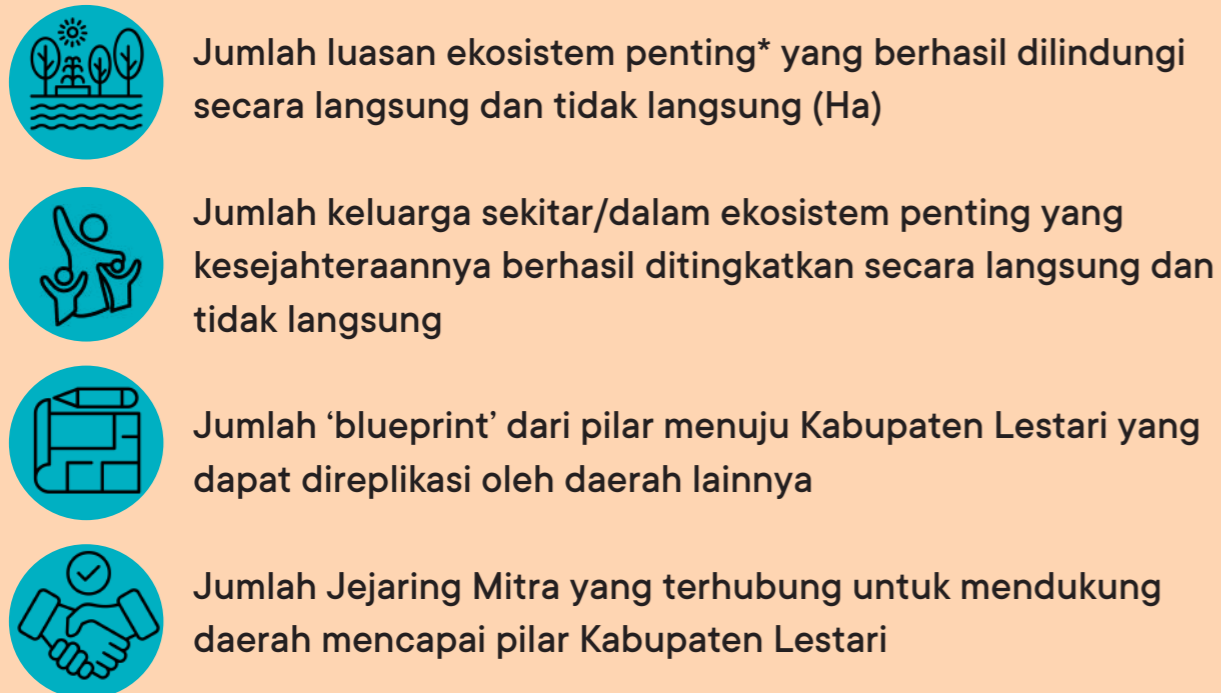 Jumlah luasan ekosistem penting* yang berhasil dilindungi
secara langsung dan tidak langsung (Ha)
Jumlah keluarga sekitar/dalam ekosistem penting yang
kesejahteraannya berhasil ditingkatkan secara langsung dan
tidak langsung
Jumlah ‘blueprint’ dari pilar menuju Kabupaten Lestari yang
dapat direplikasi oleh daerah lainnya
Jumlah Jejaring Mitra yang terhubung untuk mendukung
daerah mencapai pilar Kabupaten Lestari